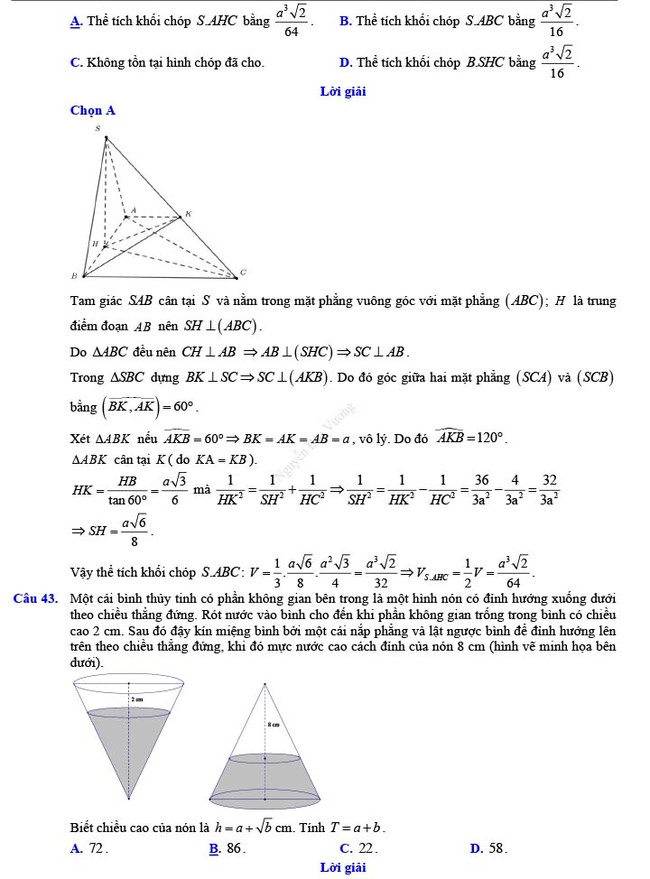 A. Thể tích khối chóp S.AHC bằng \frac{a^3\sqrt{2}}{64}. B. Thể tích khối chóp S.ABC bằng \frac{a^3\sqrt{2}}{16}.
C. Không tồn tại hình chóp đã cho. D. Thể tích khối chóp B.SHC bằng \frac{a^3\sqrt{2}}{16}.
Lời giải
Chọn A
S
A
K
H
B
C
Tam giác SAB cân tại S và nằm trong mặt phẳng vuông góc với mặt phẳng (ABC); H là trung
điểm đoạn AB nên SH ⊥ (ABC).
Do ΔABC đều nên CH ⊥ AB ⇒ AB ⊥ (SHC) ⇒ SC ⊥ AB.
Trong ΔSBC dựng BK ⊥ SC ⇒ SC ⊥ (AKB). Do đó góc giữa hai mặt phẳng (SCA) và (SCB)
bằng (\widehat{BK, AK}) = 60°.
Xét ΔABK nếu \widehat{AKB} = 60° ⇒ BK = AK = AB = a, vô lý. Do đó \widehat{AKB} = 120°.
ΔABK cân tại K ( do KA = KB ).
HK = \frac{HB}{\tan 60°} = \frac{a\sqrt{3}}{6} mà \frac{1}{HK^2} = \frac{1}{SH^2} + \frac{1}{HC^2} ⇒ \frac{1}{SH^2} = \frac{1}{HK^2} − \frac{1}{HC^2} = \frac{36}{3a^2} − \frac{4}{3a^2} = \frac{32}{3a^2}
⇒ SH = \frac{a\sqrt{6}}{8}.
Vậy thể tích khối chóp S.ABC: V = \frac{1}{3}.\frac{a\sqrt{6}}{8}.\frac{a^2\sqrt{3}}{4} = \frac{a^3\sqrt{2}}{32} ⇒ V_{S.AHC} = \frac{1}{2}V = \frac{a^3\sqrt{2}}{64}.
Câu 43. Một cái bình thủy tinh có phần không gian bên trong là một hình nón có đỉnh hướng xuống dưới
theo chiều thẳng đứng. Rót nước vào bình cho đến khi phần không gian trống trong bình có chiều
cao 2 cm. Sau đó đậy kín miệng bình bởi một cái nắp phẳng và lật ngược bình để đỉnh hướng lên
trên theo chiều thẳng đứng, khi đó mực nước cao cách đỉnh của nón 8 cm (hình vẽ minh họa bên
dưới).
2 cm
8 cm
Biết chiều cao của nón là h = a + \sqrt{b} cm. Tính T = a + b.
A. 72. B. 86. C. 22. D. 58.
Lời giải